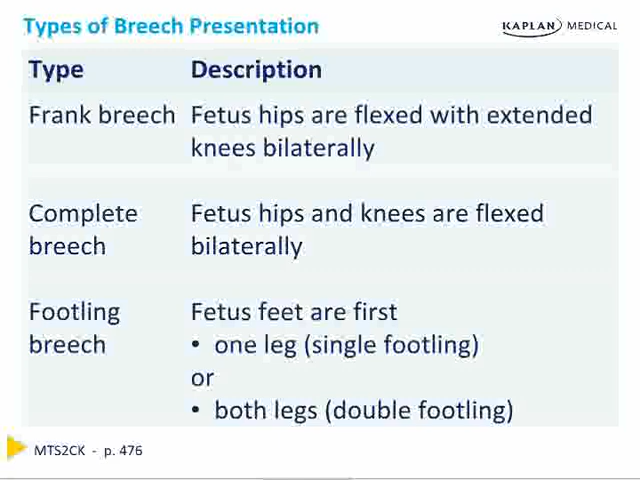 Types of Breech Presentation
KAPLAN MEDICAL
Type Description
Frank breech Fetus hips are flexed with extended
knees bilaterally
Complete Fetus hips and knees are flexed
breech bilaterally
Footling Fetus feet are first
breech • one leg (single footling)
or
• both legs (double footling)
MTS2CK - p. 476